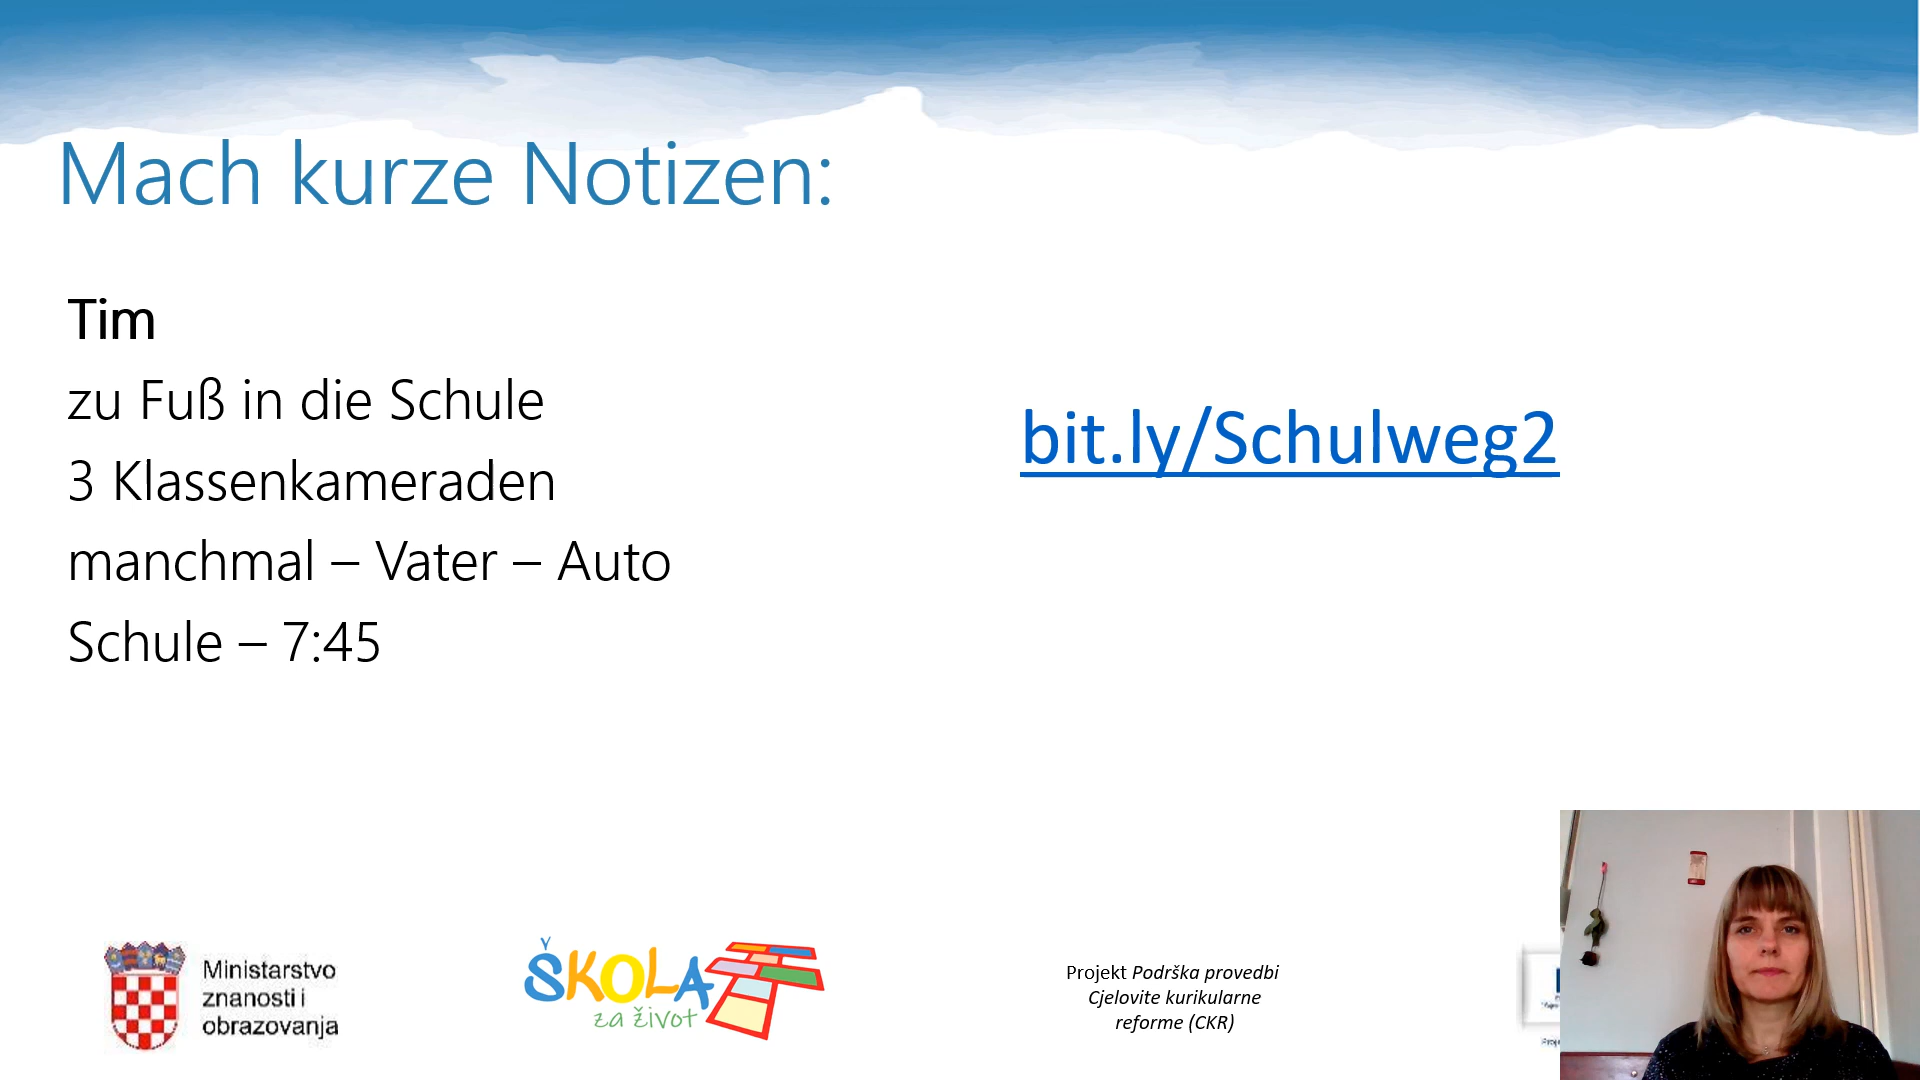 Mach kurze Notizen:
Tim
zu Fuß in die Schule
3 Klassenkameraden
manchmal – Vater – Auto
Schule – 7:45
bit.ly/Schulweg2
Ministarstvo
znanosti i
obrazovanja
ŠKOLA
za život
Projekt Podrška provedbi
Cjelovite kurikularne
reforme (CKR)